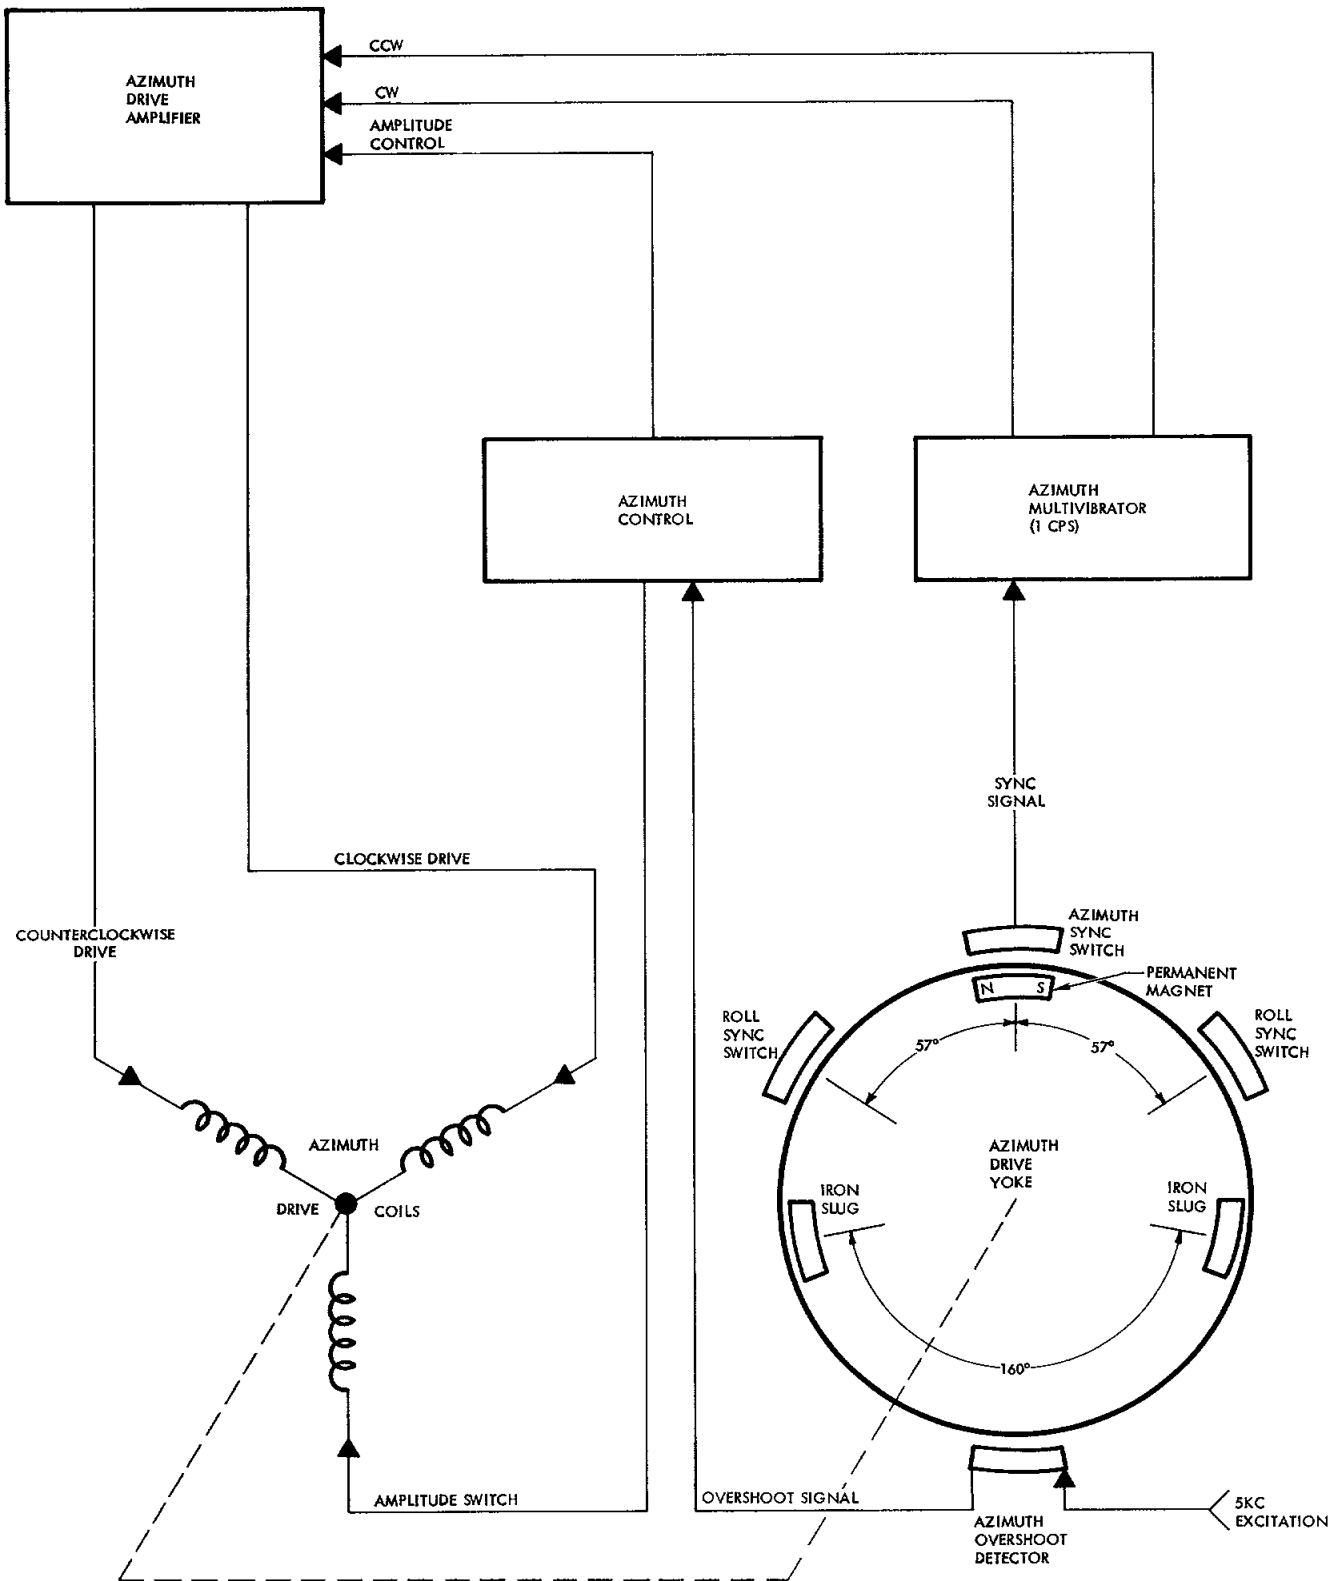 AZIMUTH
DRIVE
AMPLIFIER
CCW
CW
AMPLITUDE
CONTROL
AZIMUTH
CONTROL
AZIMUTH
MULTIVIBRATOR
(1 CPS)
SYNC
SIGNAL
CLOCKWISE DRIVE
COUNTERCLOCKWISE
DRIVE
AZIMUTH
SYNC
SWITCH
PERMANENT
MAGNET
N S
ROLL
SYNC
SWITCH
ROLL
SYNC
SWITCH
57°
57°
AZIMUTH
DRIVE COILS
AZIMUTH
DRIVE
YOKE
IRON
SLUG
IRON
SLUG
160°
AMPLITUDE SWITCH
OVERSHOOT SIGNAL
AZIMUTH
OVERSHOOT
DETECTOR
5KC
EXCITATION